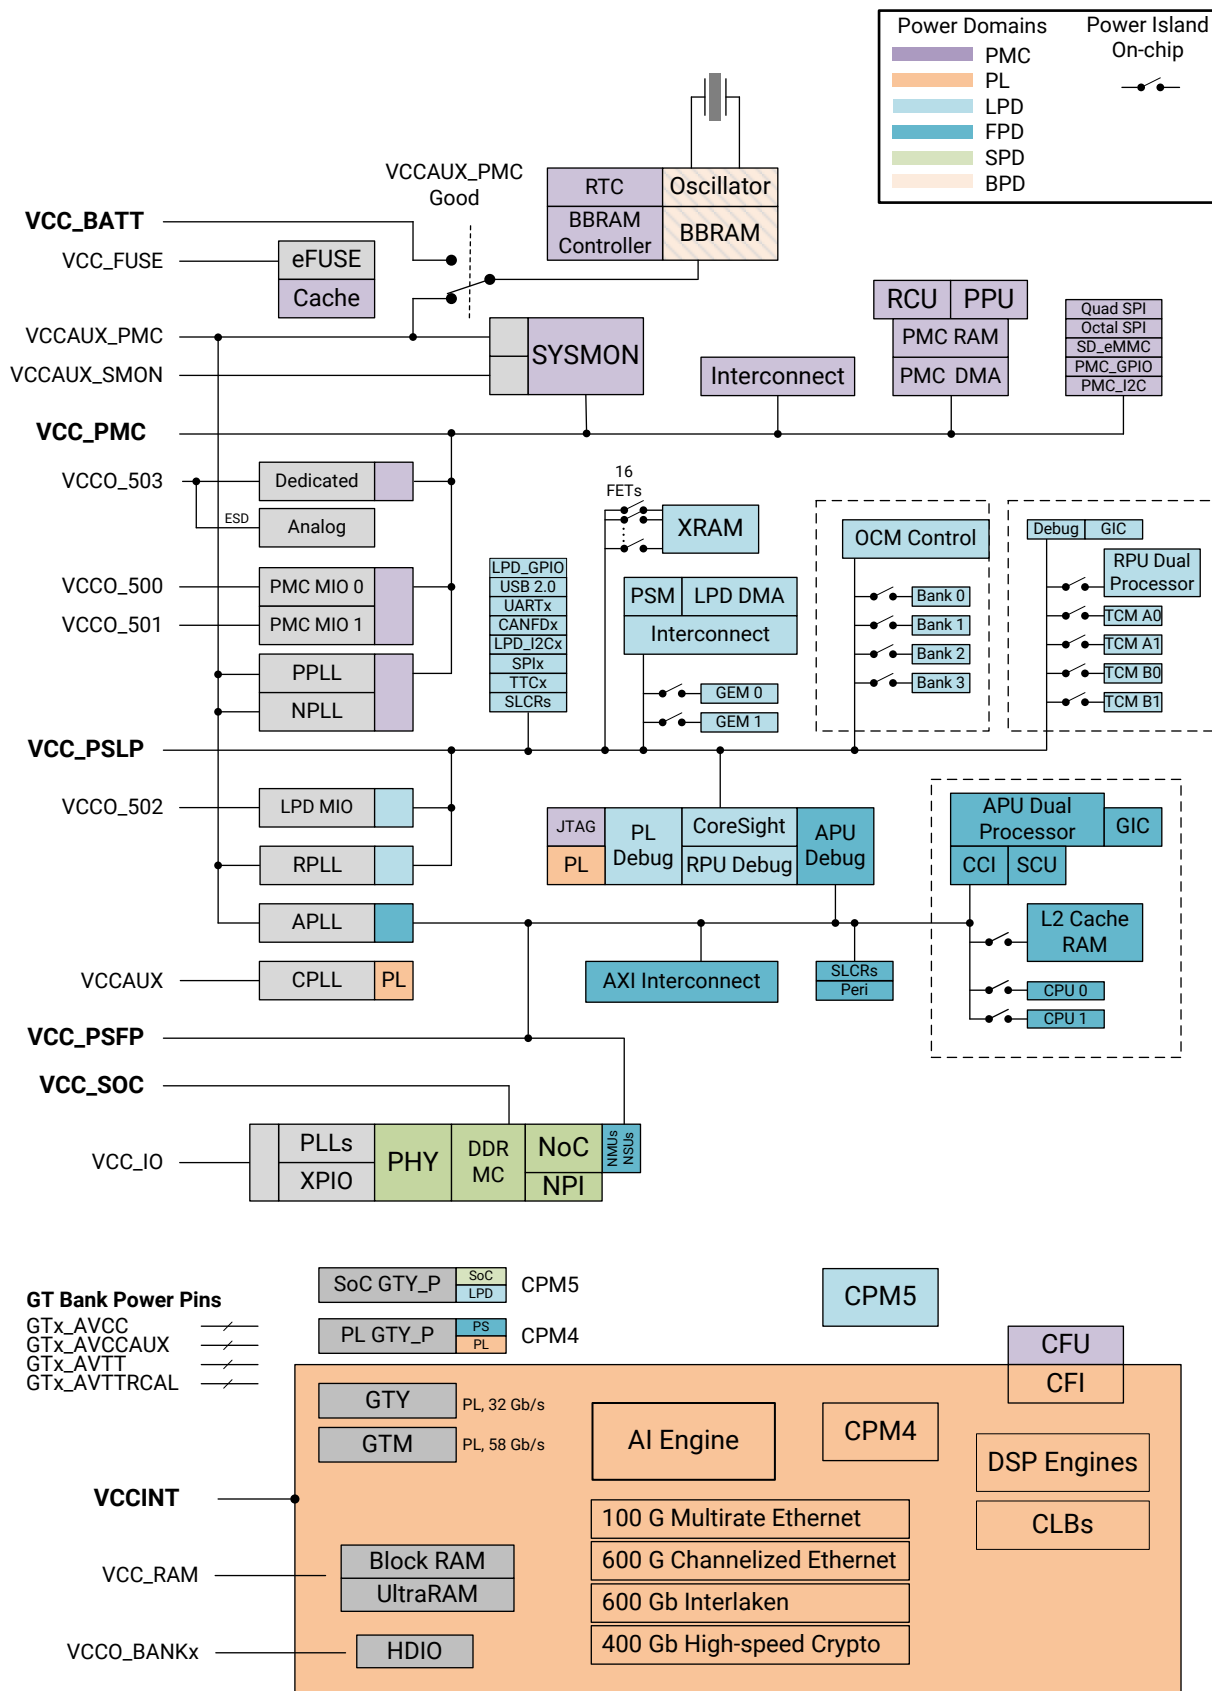 Power Domains
Power Island
On-chip
PMC
PL
LPD
FPD
SPD
BPD
VCCAUX_PMC
Good
RTC
Oscillator
BBRAM
Controller
BBRAM
VCC_BATT
VCC_FUSE
eFUSE
Cache
VCCAUX_PMC
VCCAUX_SMON
SYSMON
Interconnect
RCU
PPU
PMC RAM
PMC DMA
Quad SPI
Octal SPI
SD_eMMC
PMC_GPIO
PMC_I2C
VCC_PMC
VCCO_503
Dedicated
ESD
Analog
16
FETs
XRAM
OCM Control
Bank 0
Bank 1
Bank 2
Bank 3
Debug
GIC
RPU Dual
Processor
TCM A0
TCM A1
TCM B0
TCM B1
VCCO_500
PMC MIO 0
VCCO_501
PMC MIO 1
PPLL
NPLL
LPD_GPIO
USB 2.0
UARTx
CANFDx
LPD_I2Cx
SPIx
TTCx
SLCRs
PSM
LPD DMA
Interconnect
GEM 0
GEM 1
VCC_PSLP
VCCO_502
LPD MIO
RPLL
APLL
VCCAUX
CPLL
PL
JTAG
PL
PL
Debug
CoreSight
RPU Debug
APU
Debug
APU Dual
Processor
GIC
CCI
SCU
L2 Cache
RAM
CPU 0
CPU 1
AXI Interconnect
SLCRs
Peri
VCC_PSFP
VCC_SOC
VCC_IO
PLLs
XPIO
PHY
DDR
MC
NoC
NPI
NMUs
NSUs
SoC GTY_P
SoC
LPD
CPM5
PL GTY_P
PS
PL
CPM4
CPM5
GT Bank Power Pins
GTx_AVCC
GTx_AVCCAUX
GTx_AVTT
GTx_AVTTRCAL
CFU
CFI
GTY
PL, 32 Gb/s
GTM
PL, 58 Gb/s
AI Engine
CPM4
DSP Engines
CLBs
VCCINT
100 G Multirate Ethernet
600 G Channelized Ethernet
600 Gb Interlaken
400 Gb High-speed Crypto
VCC_RAM
Block RAM
UltraRAM
VCCO_BANKx
HDIO